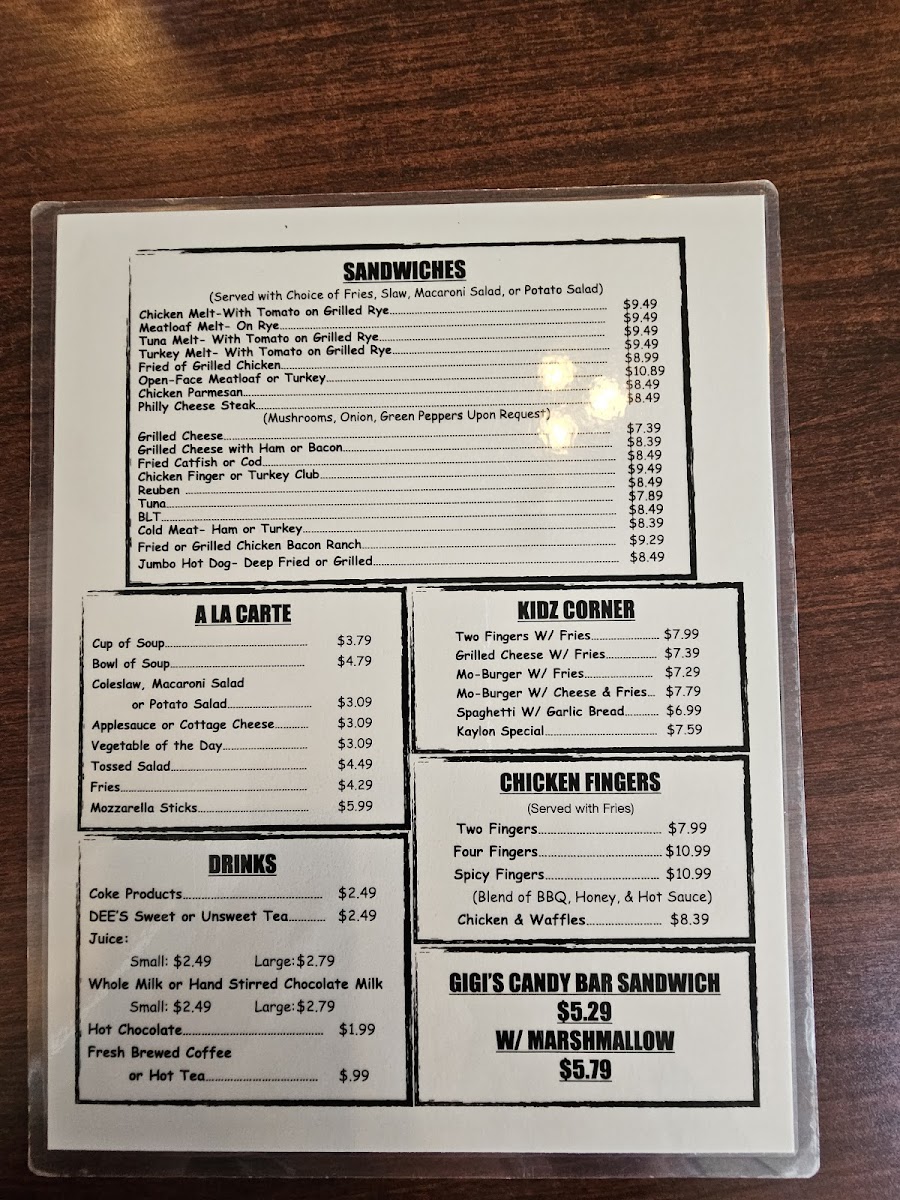 SANDWICHES
(Served with Choice of Fries, Slaw, Macaroni Salad, or Potato Salad)
Chicken Melt-With Tomato on Grilled Rye $9.49
Meatloaf Melt- On Rye $9.49
Tuna Melt- With Tomato on Grilled Rye $9.49
Turkey Melt- With Tomato on Grilled Rye $9.49
Fried of Grilled Chicken $8.99
Open-Face Meatloaf or Turkey $10.89
Chicken Parmesan $8.49
Philly Cheese Steak $8.49
(Mushrooms, Onion, Green Peppers Upon Request)
Grilled Cheese $7.39
Grilled Cheese with Ham or Bacon $8.39
Fried Catfish or Cod $8.49
Chicken Finger or Turkey Club $9.49
Reuben $8.49
Tuna $7.89
BLT $8.49
Cold Meat- Ham or Turkey $8.39
Fried or Grilled Chicken Bacon Ranch $9.29
Jumbo Hot Dog- Deep Fried or Grilled $8.49
A LA CARTE
Cup of Soup $3.79
Bowl of Soup $4.79
Coleslaw, Macaroni Salad
or Potato Salad $3.09
Applesauce or Cottage Cheese $3.09
Vegetable of the Day $3.09
Tossed Salad $4.49
Fries $4.29
Mozzarella Sticks $5.99
DRINKS
Coke Products $2.49
DEE'S Sweet or Unsweet Tea $2.49
Juice:
Small: $2.49 Large:$2.79
Whole Milk or Hand Stirred Chocolate Milk
Small: $2.49 Large:$2.79
Hot Chocolate $1.99
Fresh Brewed Coffee
or Hot Tea $.99
KIDZ CORNER
Two Fingers W/ Fries $7.99
Grilled Cheese W/ Fries $7.39
Mo-Burger W/ Fries $7.29
Mo-Burger W/ Cheese & Fries $7.79
Spaghetti W/ Garlic Bread $6.99
Kaylon Special $7.59
CHICKEN FINGERS
(Served with Fries)
Two Fingers $7.99
Four Fingers $10.99
Spicy Fingers $10.99
(Blend of BBQ, Honey, & Hot Sauce)
Chicken & Waffles $8.39
GIGI'S CANDY BAR SANDWICH
$5.29
W/ MARSHMALLOW
$5.79